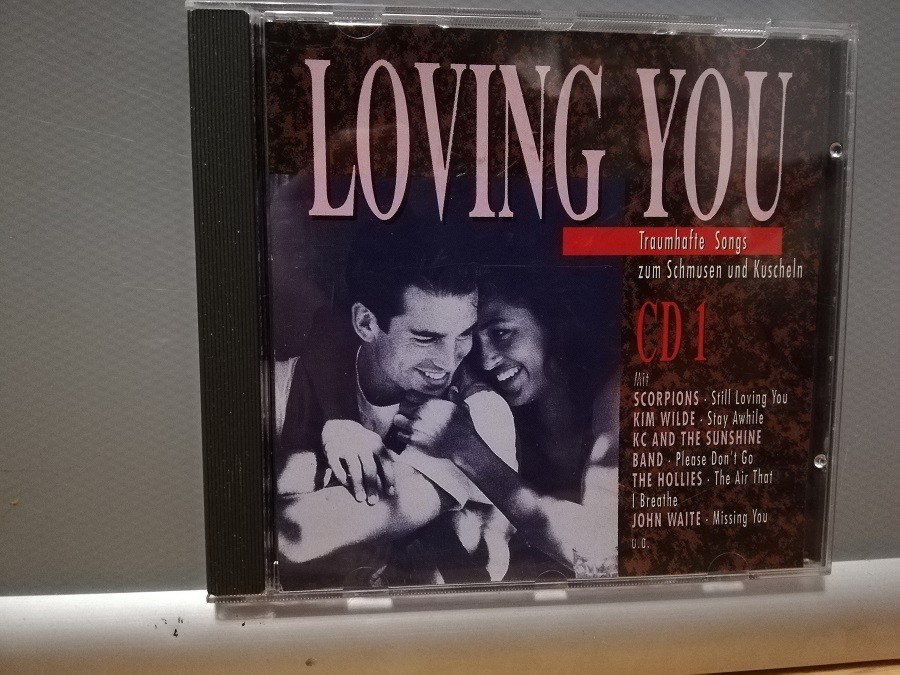 LOVING YOU
Traumhafte Songs
zum Schmusen und Kuscheln
CD 1
Mit
SCORPIONS · Still Loving You
KIM WILDE · Stay Awhile
KC AND THE SUNSHINE
BAND · Please Don't Go
THE HOLLIES · The Air That
I Breathe
JOHN WAITE · Missing You
u.a.